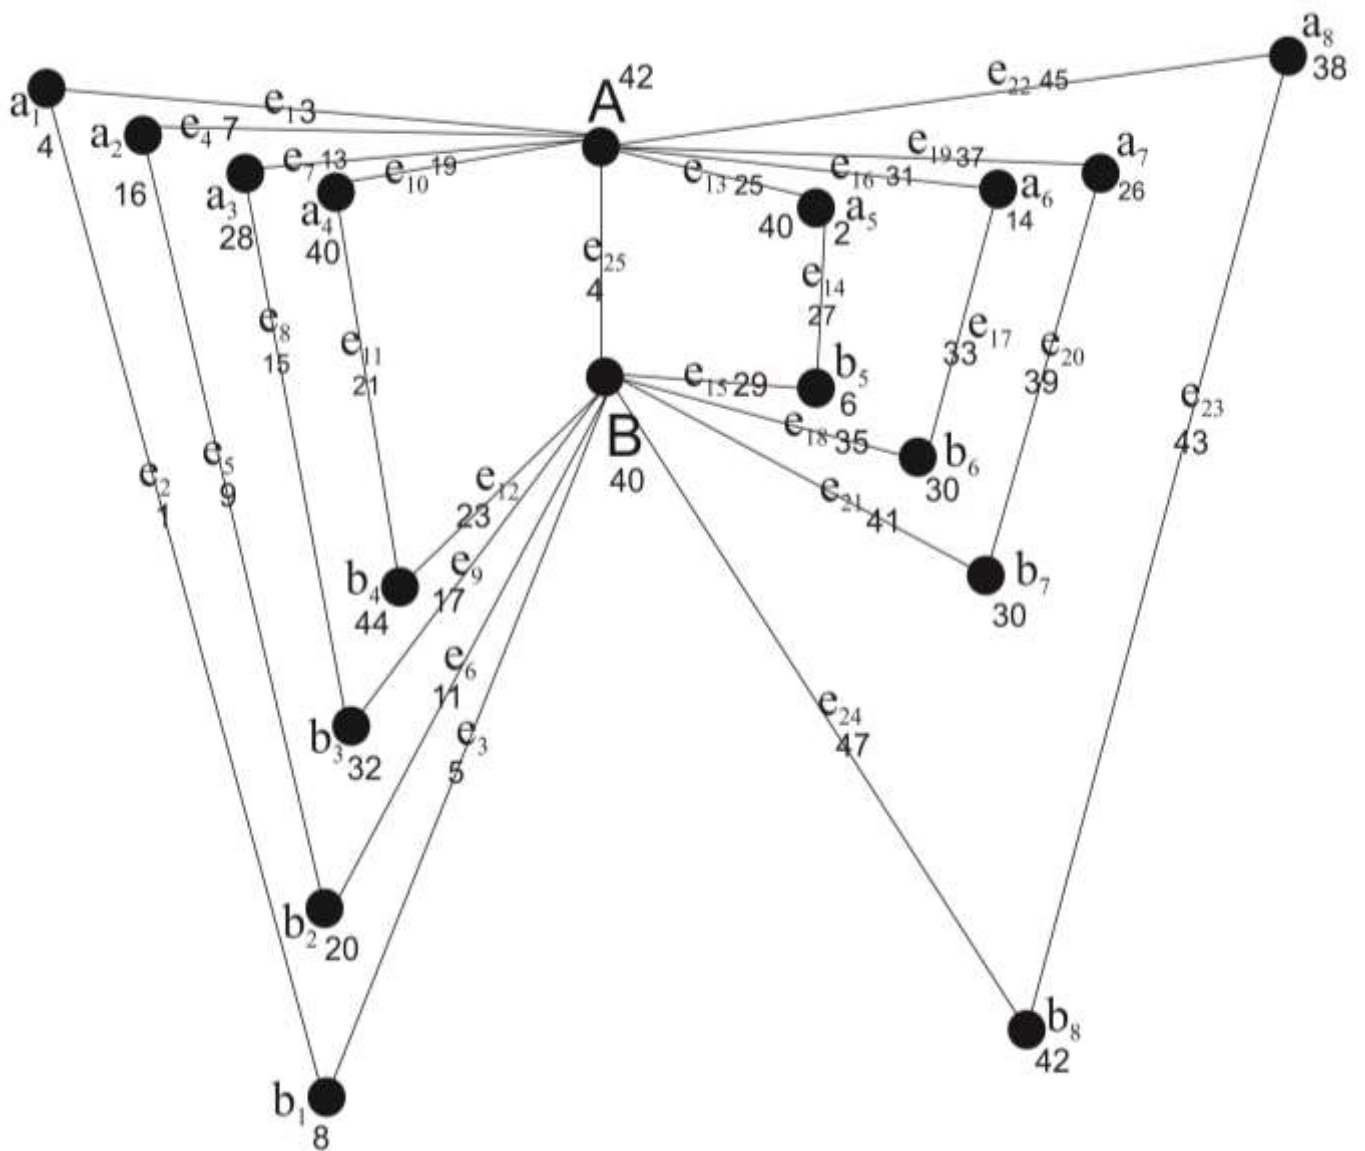 a₈
38
e₂₂ 45
A 42
a₁
4
e₁ 3
a₂
16
e₄ 7
e₇ 13
e₁₀ 19
a₃
28
a₄
40
e₁₃ 25
e₁₆ 31
e₁₉ 37
a₇
26
a₆
14
40
a₅
2
e₂₅
4
e₁₄
27
e₈
15
e₁₁
21
e₁₇
33
e₂₀
39
e₂₃
43
b₅
6
e₁₅ 29
e₁₈ 35
B
40
b₆
30
e₂
1
e₅
9
e₁₂
23
e₂₁ 41
b₄
44
e₉
17
b₇
30
e₆
11
e₂₄
47
b₃
32
e₃
5
b₂
20
b₈
42
b₁
8